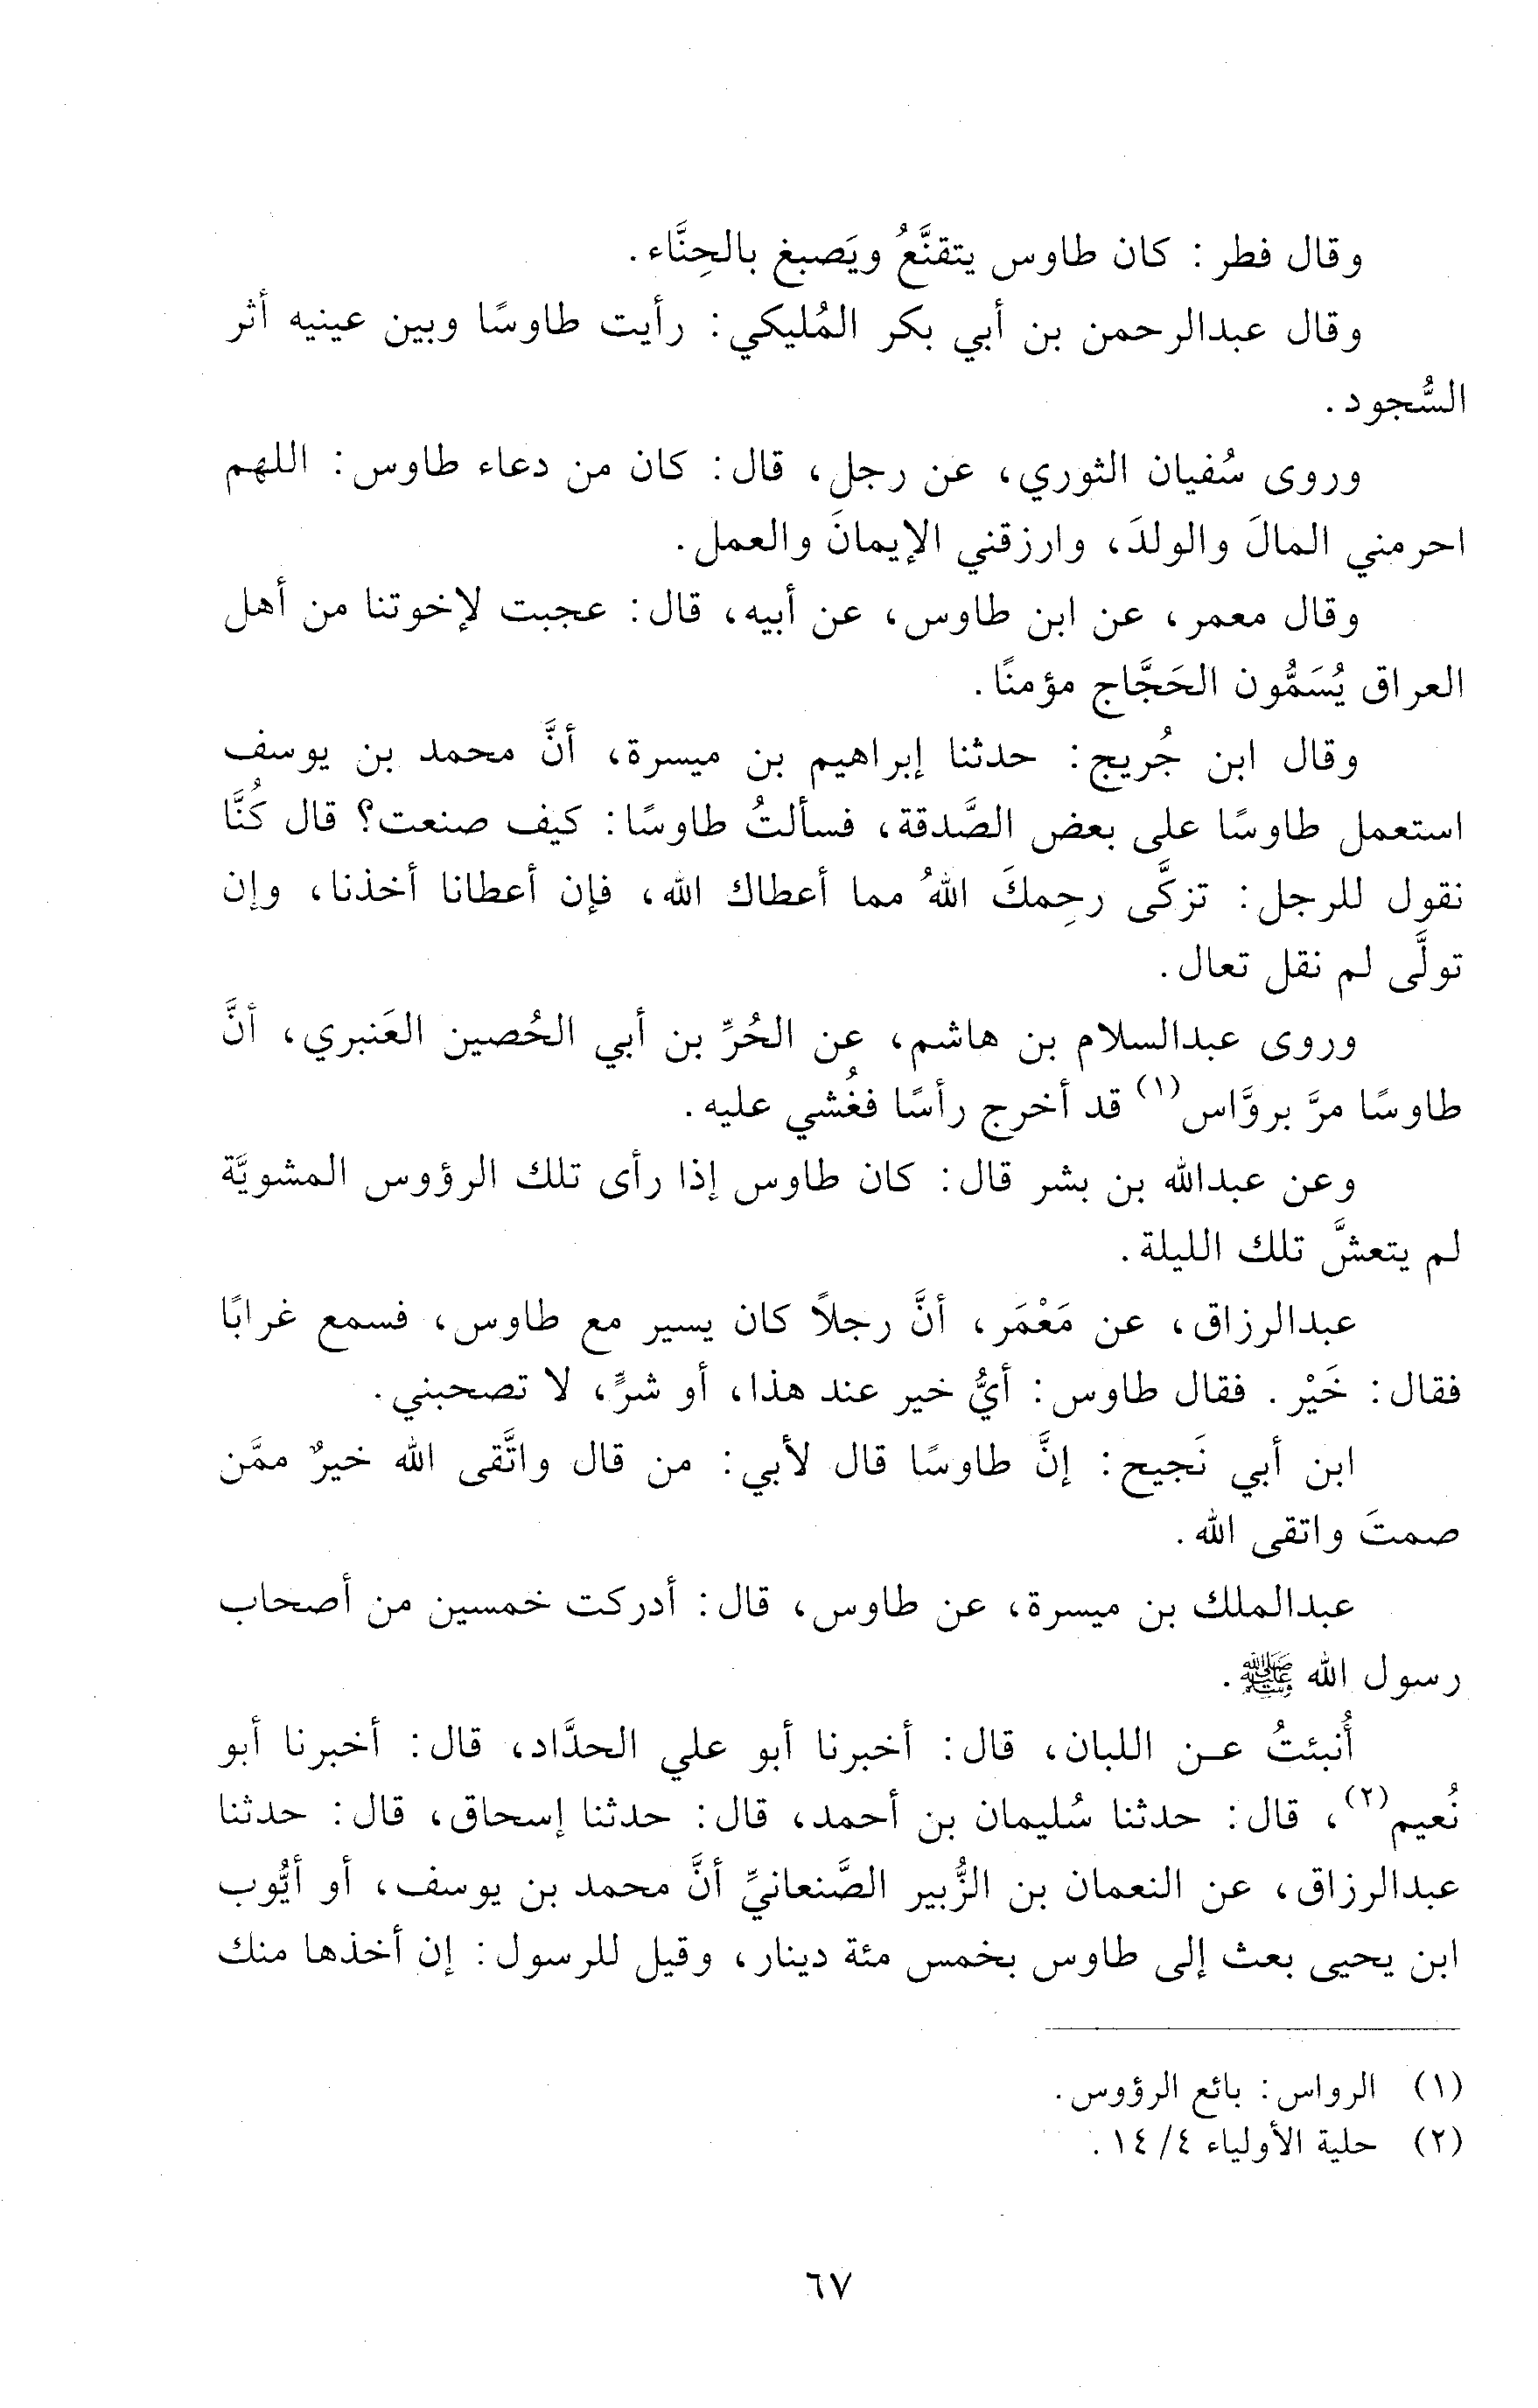 وقال فطر: كان طاوس يتقنَّعُ ويَصبغ بالحِنَّاء.
وقال عبدالرحمن بن أبي بكر المُليكي: رأيت طاوسًا وبين عينيه أثر
السُّجود.
وروى سُفيان الثوري، عن رجل، قال: كان من دعاء طاوس: اللهم
احرمني المالَ والولدَ، وارزقني الإيمانَ والعمل.
وقال معمر، عن ابن طاوس، عن أبيه، قال: عجبت لإخوتنا من أهل
العراق يُسَمُّون الحَجَّاج مؤمنًا.
وقال ابن جُريج: حدثنا إبراهيم بن ميسرة، أنَّ محمد بن يوسف
استعمل طاوسًا على بعض الصَّدقة، فسألتُ طاوسًا: كيف صنعت؟ قال كُنَّا
نقول للرجل: تزكَّى رحِمكَ اللهُ مما أعطاك الله، فإن أعطانا أخذنا، وإن
تولَّى لم نقل تعال.
وروى عبدالسلام بن هاشم، عن الحُرِّ بن أبي الحُصين العَنبري، أنَّ
طاوسًا مرَّ بروَّاس(١) قد أخرج رأسًا فغُشي عليه.
وعن عبدالله بن بشر قال: كان طاوس إذا رأى تلك الرؤوس المشويَّة
لم يتعشَّ تلك الليلة.
عبدالرزاق، عن مَعْمَر، أنَّ رجلاً كان يسير مع طاوس، فسمع غرابًا
فقال: خَيْر. فقال طاوس: أيُّ خير عند هذا، أو شرٍّ، لا تصحبني.
ابن أبي نَجيح: إنَّ طاوسًا قال لأبي: من قال واتَّقى الله خيرٌ ممَّن
صمتَ واتقى الله.
عبدالملك بن ميسرة، عن طاوس، قال: أدركت خمسين من أصحاب
رسول الله ﷺ.
أُنبئتُ عن اللبان، قال: أخبرنا أبو علي الحدَّاد، قال: أخبرنا أبو
نُعيم(٢)، قال: حدثنا سُليمان بن أحمد، قال: حدثنا إسحاق، قال: حدثنا
عبدالرزاق، عن النعمان بن الزُّبير الصَّنعانيِّ أنَّ محمد بن يوسف، أو أيُّوب
ابن يحيى بعث إلى طاوس بخمس مئة دينار، وقيل للرسول: إن أخذها منك
(١) الرواس: بائع الرؤوس.
(٢) حلية الأولياء ٤/ ١٤.
٦٧